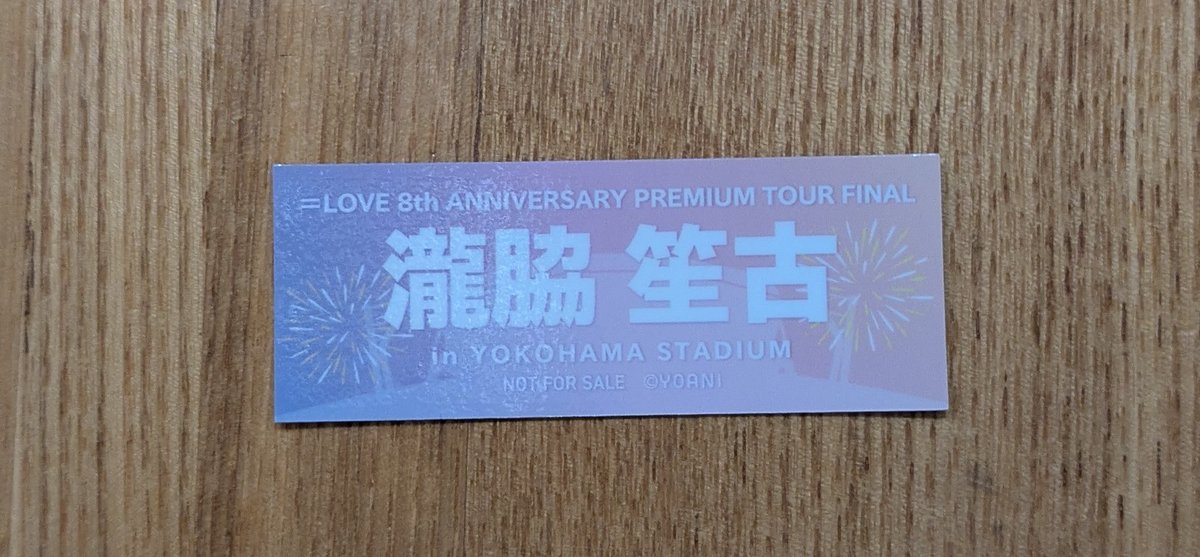 =LOVE 8th ANNIVERSARY PREMIUM TOUR FINAL
瀧脇 笙古
in YOKOHAMA STADIUM
NOT FOR SALE ©YOANI